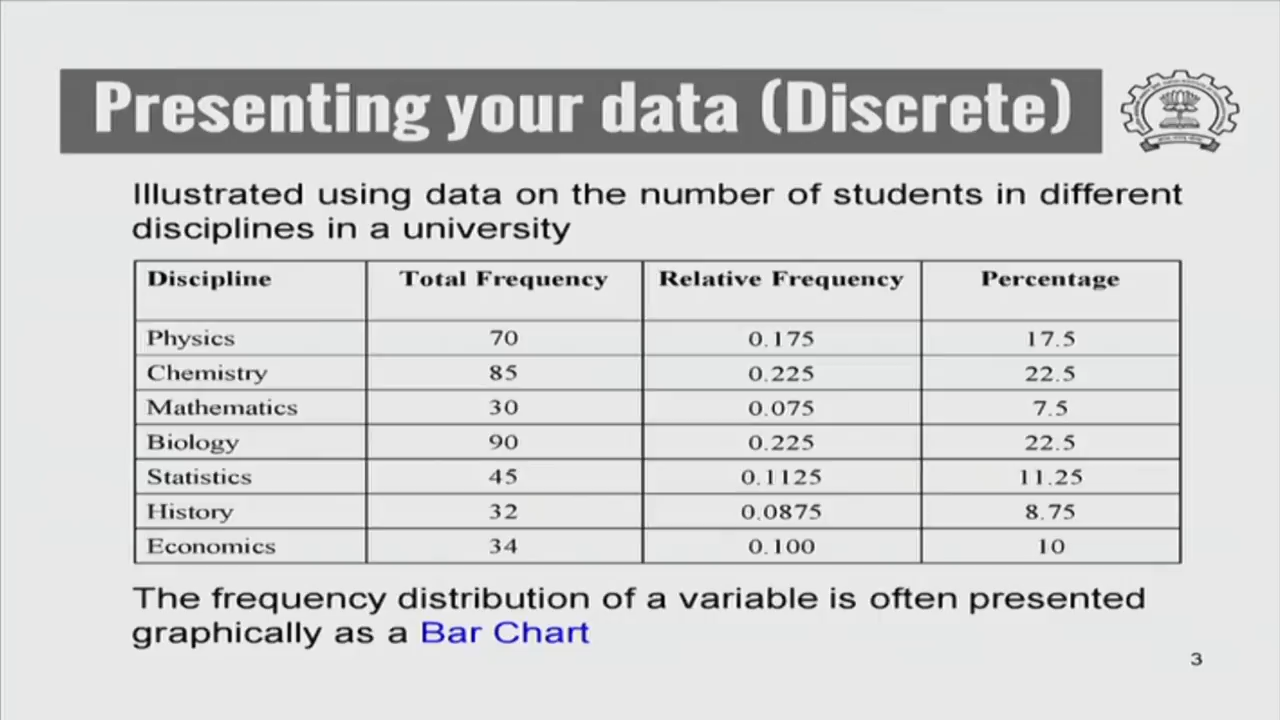 Presenting your data (Discrete)
Illustrated using data on the number of students in different
disciplines in a university
Discipline Total Frequency Relative Frequency Percentage
Physics 70 0.175 17.5
Chemistry 85 0.225 22.5
Mathematics 30 0.075 7.5
Biology 90 0.225 22.5
Statistics 45 0.1125 11.25
History 32 0.0875 8.75
Economics 34 0.100 10
The frequency distribution of a variable is often presented
graphically as a Bar Chart
3